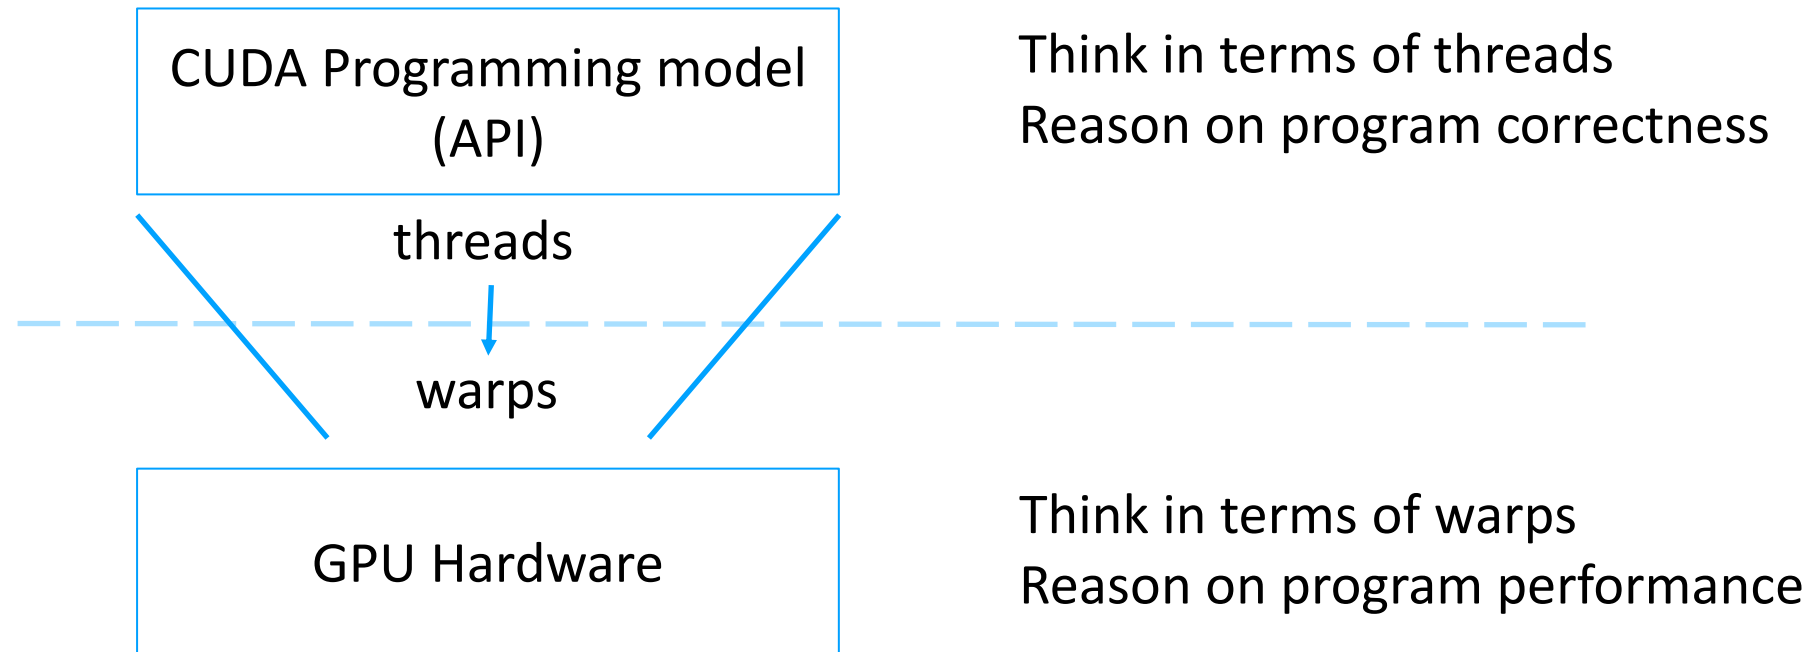 CUDA Programming model
(API)
Think in terms of threads
Reason on program correctness
threads
warps
GPU Hardware
Think in terms of warps
Reason on program performance